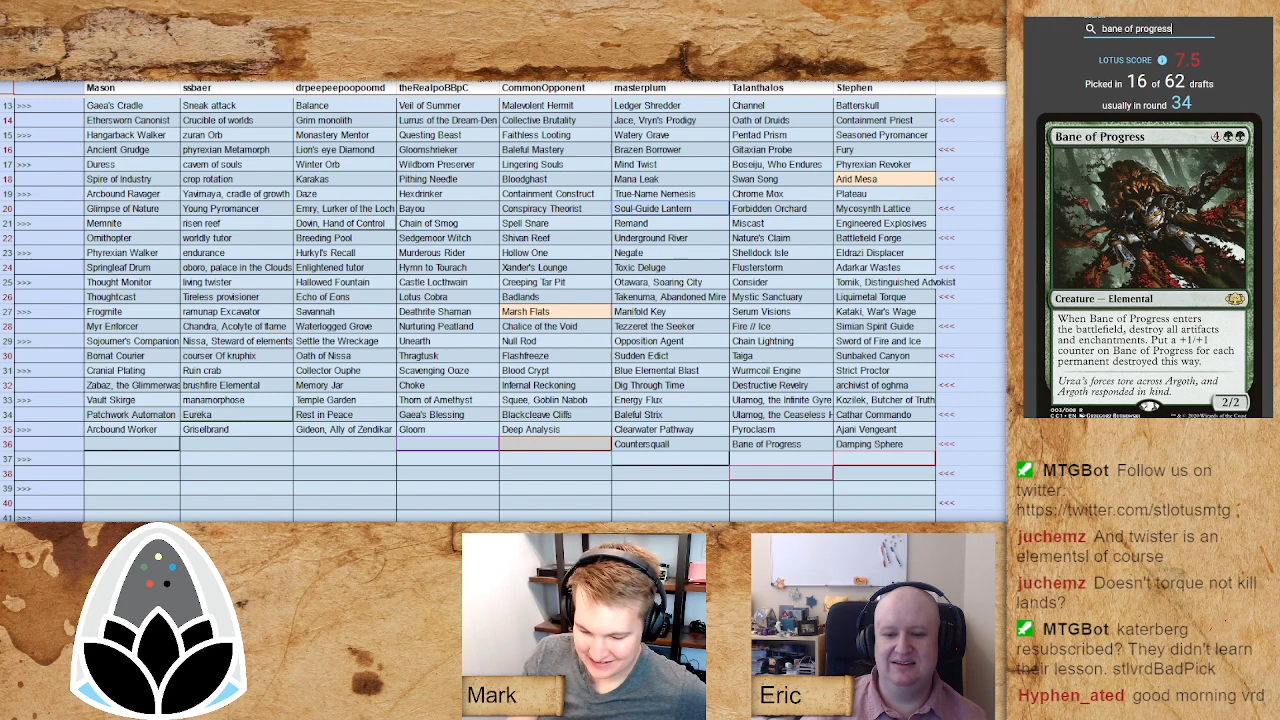 Mason ssbaer drpeepeepoopoomd theRealpoBBpC CommonOpponent masterplum Talanthalos Stephen
13 >>> Gaea's Cradle Sneak attack Balance Veil of Summer Malevolent Hermit Ledger Shredder Channel Batterskull
14 Ethersworn Canonist Crucible of worlds Grim monolith Lurrus of the Dream-Den Collective Brutality Jace, Vryn's Prodigy Oath of Druids Containment Priest <<<
15 >>> Hangarback Walker zuran Orb Monastery Mentor Questing Beast Faithless Looting Watery Grave Pentad Prism Seasoned Pyromancer
16 Ancient Grudge phyrexian Metamorph Lion's eye Diamond Gloomshrieker Baleful Mastery Brazen Borrower Gitaxian Probe Fury <<<
17 >>> Duress cavern of souls Winter Orb Wildborn Preserver Lingering Souls Mind Twist Boseiju, Who Endures Phyrexian Revoker
18 Spire of Industry crop rotation Karakas Pithing Needle Bloodghast Mana Leak Swan Song Arid Mesa <<<
19 >>> Arcbound Ravager Yavimaya, cradle of growth Daze Hexdrinker Containment Construct True-Name Nemesis Chrome Mox Plateau
20 Glimpse of Nature Young Pyromancer Emry, Lurker of the Loch Bayou Conspiracy Theorist Soul-Guide Lantern Forbidden Orchard Mycosynth Lattice <<<
21 >>> Memnite risen reef Dovin, Hand of Control Chain of Smog Spell Snare Remand Miscast Engineered Explosives
22 Ornithopter worldly tutor Breeding Pool Sedgemoor Witch Shivan Reef Underground River Nature's Claim Battlefield Forge <<<
23 >>> Phyrexian Walker endurance Hurkyl's Recall Murderous Rider Hollow One Negate Shelldock Isle Eldrazi Displacer
24 Springleaf Drum oboro, palace in the Clouds Enlightened tutor Hymn to Tourach Xander's Lounge Toxic Deluge Flusterstorm Adarkar Wastes <<<
25 >>> Thought Monitor living twister Hallowed Fountain Castle Locthwain Creeping Tar Pit Otawara, Soaring City Consider Tomik, Distinguished Advokist
26 Thoughtcast Tireless provisioner Echo of Eons Lotus Cobra Badlands Takenuma, Abandoned Mire Mystic Sanctuary Liquimetal Torque <<<
27 >>> Frogmite ramunap Excavator Savannah Deathrite Shaman Marsh Flats Manifold Key Serum Visions Kataki, War's Wage
28 Myr Enforcer Chandra, Acolyte of flame Waterlogged Grove Nurturing Peatland Chalice of the Void Tezzeret the Seeker Fire // Ice Simian Spirit Guide <<<
29 >>> Sojourner's Companion Nissa, Steward of elements Settle the Wreckage Unearth Null Rod Opposition Agent Chain Lightning Sword of Fire and Ice
30 Bomat Courier courser Of kruphix Oath of Nissa Thragtusk Flashfreeze Sudden Edict Taiga Sunbaked Canyon <<<
31 >>> Cranial Plating Ruin crab Collector Ouphe Scavenging Ooze Blood Crypt Blue Elemental Blast Wurmcoil Engine Strict Proctor
32 Zabaz, the Glimmerwas brushfire Elemental Memory Jar Choke Infernal Reckoning Dig Through Time Destructive Revelry archivist of oghma <<<
33 >>> Vault Skirge manamorphose Temple Garden Thorn of Amethyst Squee, Goblin Nabob Energy Flux Ulamog, the Infinite Gyre Kozilek, Butcher of Truth
34 Patchwork Automaton Eureka Rest in Peace Gaea's Blessing Blackcleave Cliffs Baleful Strix Ulamog, the Ceaseless H Cathar Commando <<<
35 >>> Arcbound Worker Griselbrand Gideon, Ally of Zendikar Gloom Deep Analysis Clearwater Pathway Pyroclasm Ajani Vengeant
36 Countersquall Bane of Progress Damping Sphere <<<
37 >>>
38 <<<
39 >>>
40 <<<
41 >>>
Mark
Eric
bane of progress
LOTUS SCORE i 7.5
Picked in 16 of 62 drafts
usually in round 34
Bane of Progress 4
Creature — Elemental
When Bane of Progress enters
the battlefield, destroy all artifacts
and enchantments. Put a +1/+1
counter on Bane of Progress for each
permanent destroyed this way.
Urza's forces tore across Argoth, and
Argoth responded in kind.
2/2
MTGBot Follow us on
twitter:
https://twitter.com/stlotusmtg
juchemz And twister is an
elementsl of course
juchemz Doesn't torque not kill
lands?
MTGBot katerberg
resubscribed? They didn't learn
their lesson. stlvrdBadPick
Hyphen_ated good morning vrd